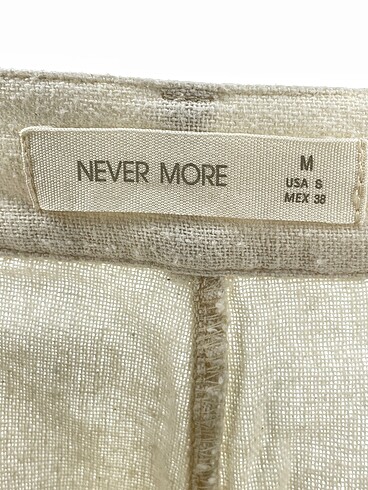 NEVER MORE
M
USA S
MEX 38